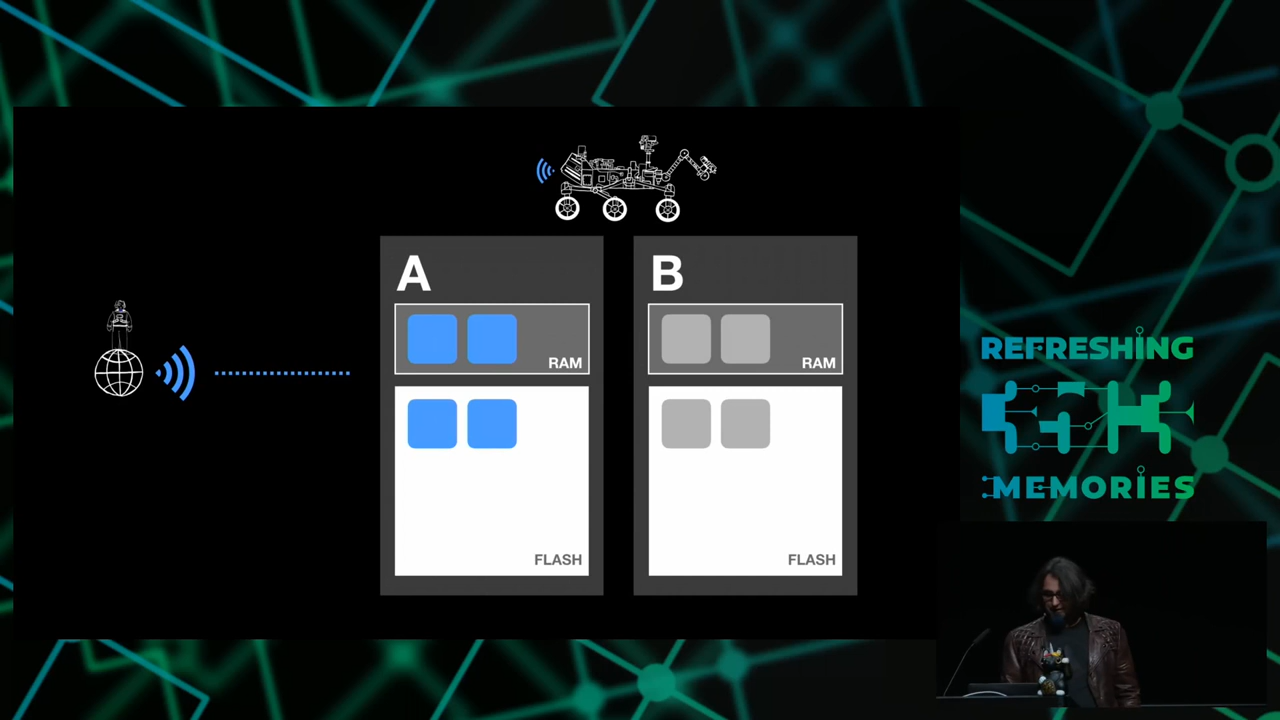 A
RAM
FLASH
B
RAM
FLASH
REFRESHING
MEMORIES